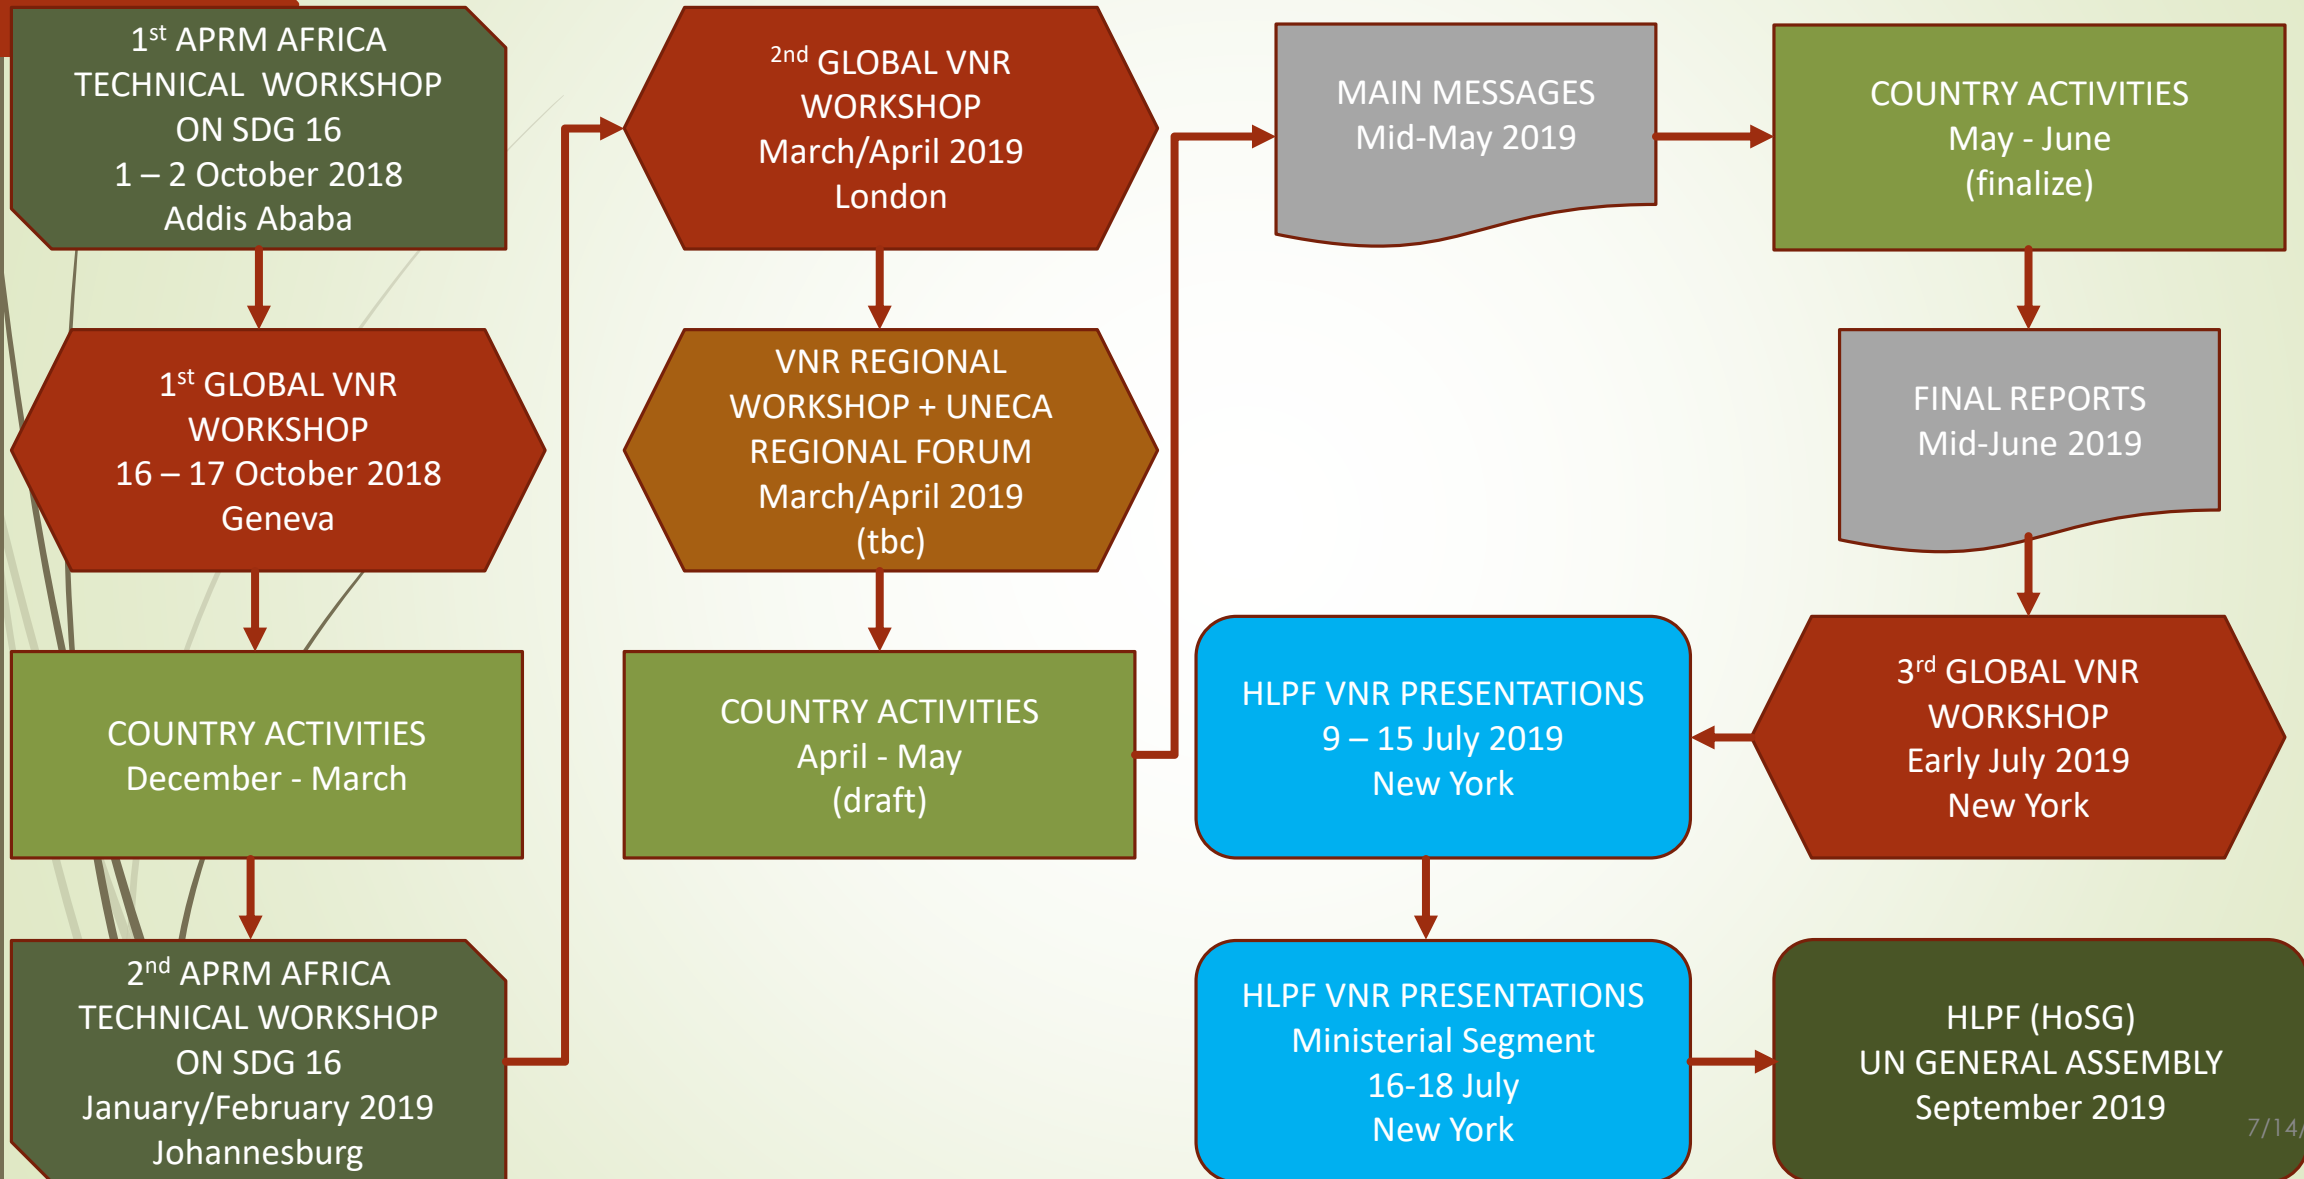 1st APRM AFRICA
TECHNICAL WORKSHOP
ON SDG 16
1 – 2 October 2018
Addis Ababa
1st GLOBAL VNR
WORKSHOP
16 – 17 October 2018
Geneva
COUNTRY ACTIVITIES
December - March
2nd APRM AFRICA
TECHNICAL WORKSHOP
ON SDG 16
January/February 2019
Johannesburg
2nd GLOBAL VNR
WORKSHOP
March/April 2019
London
VNR REGIONAL
WORKSHOP + UNECA
REGIONAL FORUM
March/April 2019
(tbc)
COUNTRY ACTIVITIES
April - May
(draft)
MAIN MESSAGES
Mid-May 2019
COUNTRY ACTIVITIES
May - June
(finalize)
FINAL REPORTS
Mid-June 2019
3rd GLOBAL VNR
WORKSHOP
Early July 2019
New York
HLPF VNR PRESENTATIONS
9 – 15 July 2019
New York
HLPF VNR PRESENTATIONS
Ministerial Segment
16-18 July
New York
HLPF (HoSG)
UN GENERAL ASSEMBLY
September 2019
7/14/